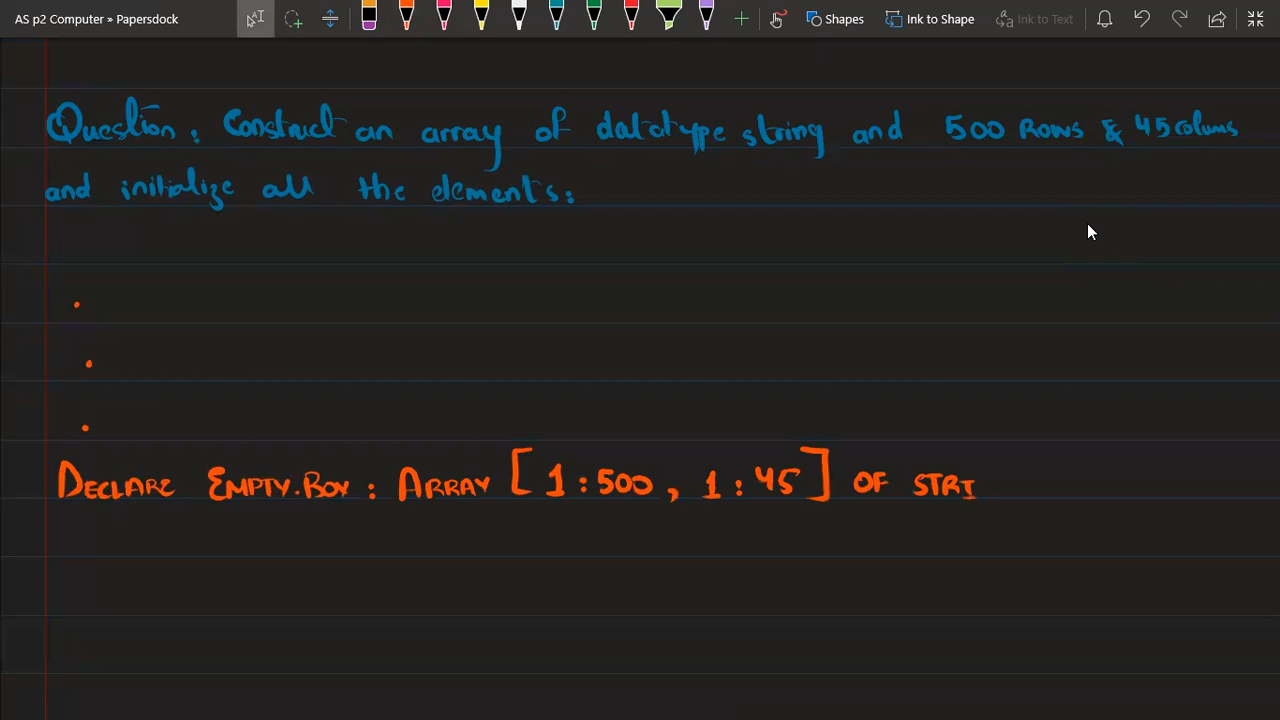 AS p2 Computer » Papersdock
Shapes
Ink to Shape
Ink to Text
Question: Construct an array of datatype string and 500 Rows & 45 colums
and initialize all the elements:
DECLARE EMPTY.BOX : ARRAY [1:500, 1:45] OF STRI